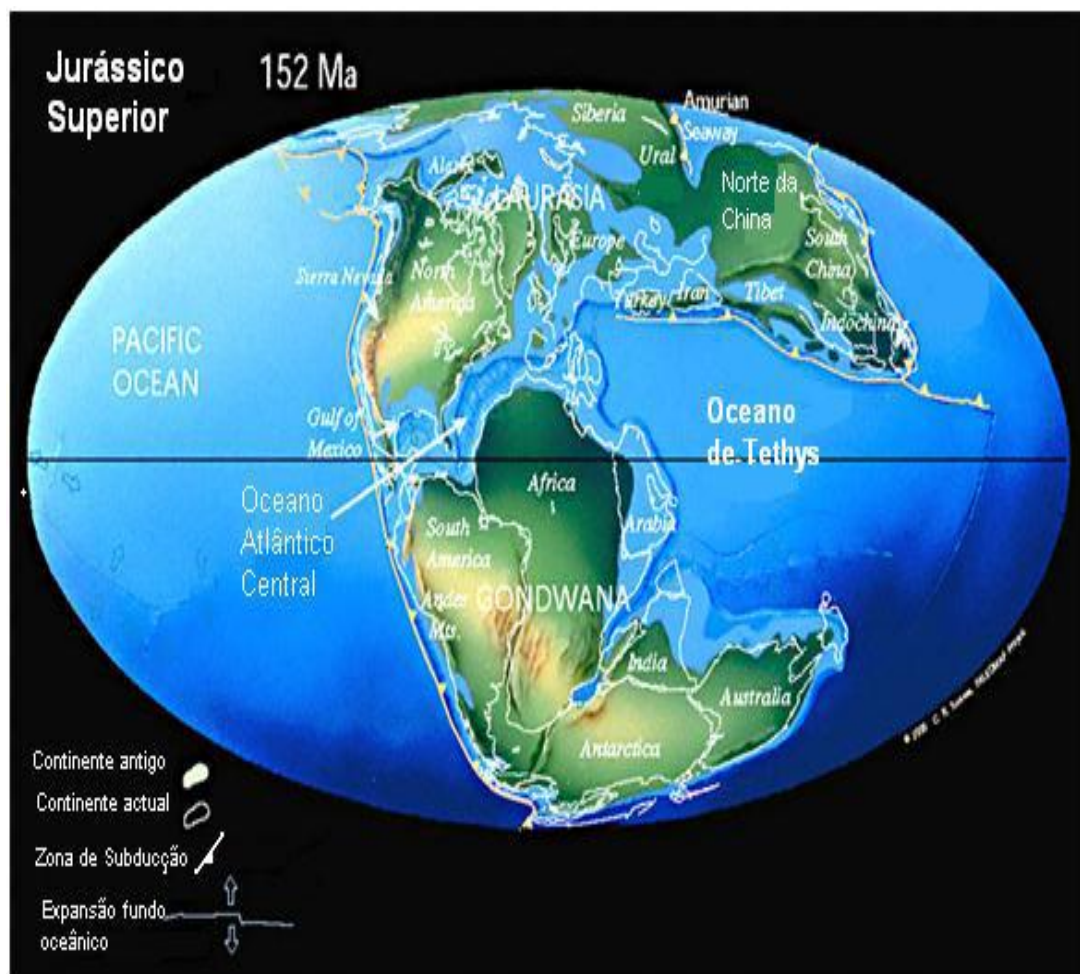 Jurássico
Superior
152 Ma
Amurian
Seaway
Siberia
Ural
Norte da
China
LAURASIA
Europe
South
China
Sierra Nevada
North
America
Turkey
Iran
Tibet
Indochina
PACIFIC
OCEAN
Gulf of
Mexico
Oceano
de Tethys
Oceano
Atlântico
Central
Africa
Arabia
South
America
GONDWANA
Andes
Mts.
India
Australia
Antarctica
Continente antigo
Continente actual
Zona de Subducção
Expansão fundo
oceânico